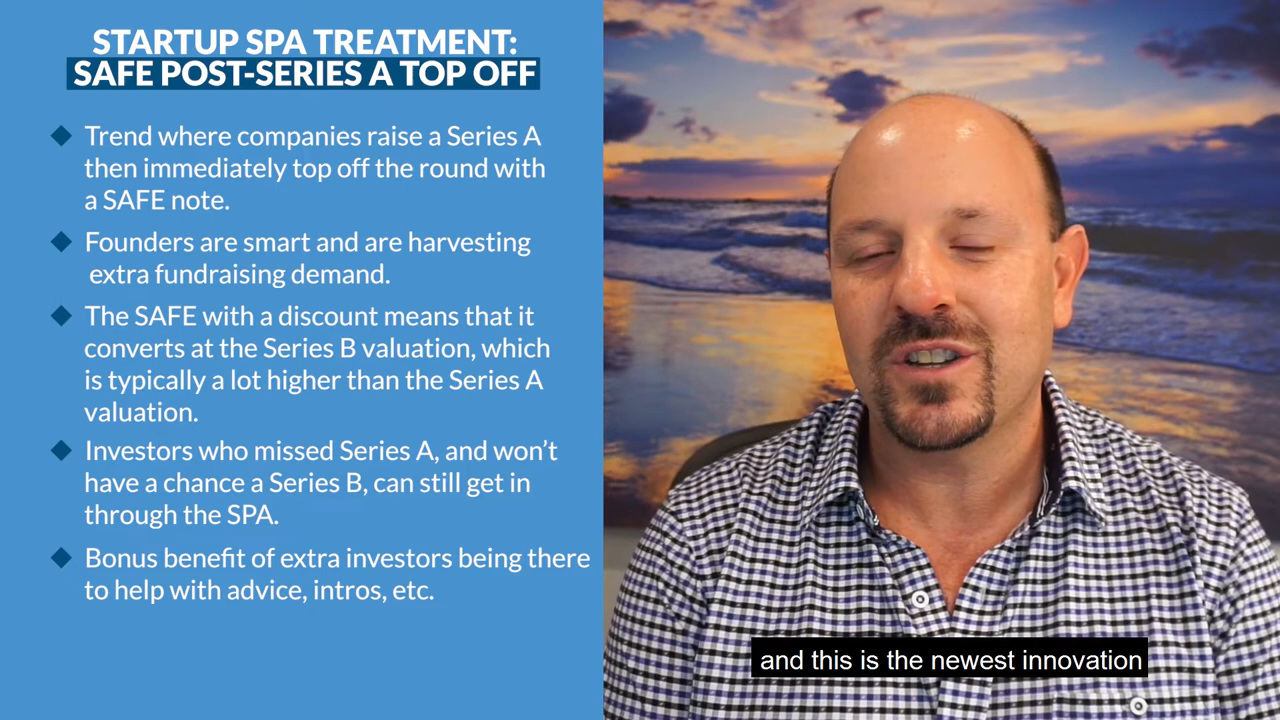 STARTUP SPA TREATMENT:
SAFE POST-SERIES A TOP OFF
Trend where companies raise a Series A
then immediately top off the round with
a SAFE note.
Founders are smart and are harvesting
extra fundraising demand.
The SAFE with a discount means that it
converts at the Series B valuation, which
is typically a lot higher than the Series A
valuation.
Investors who missed Series A, and won't
have a chance a Series B, can still get in
through the SPA.
Bonus benefit of extra investors being there
to help with advice, intros, etc.
and this is the newest innovation